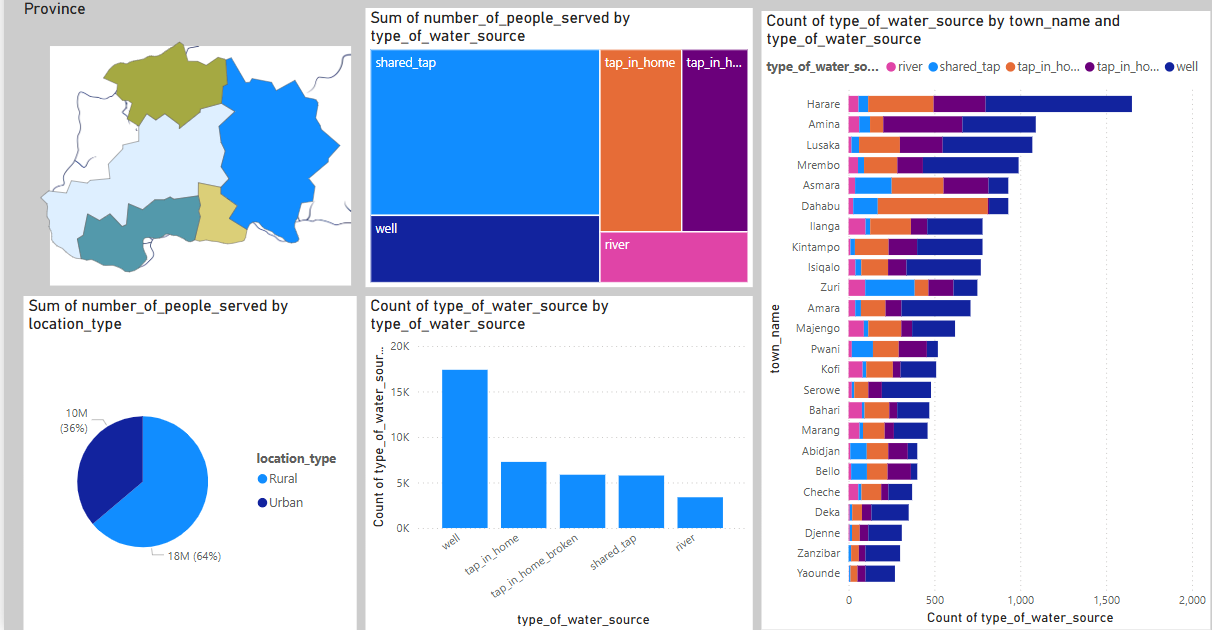 Province
Sum of number_of_people_served by
type_of_water_source
shared_tap
tap_in_home
tap_in_h...
well
river
Sum of number_of_people_served by
location_type
10M
(36%)
18M (64%)
location_type
Rural
Urban
Count of type_of_water_source by
type_of_water_source
Count of type_of_water_sour...
20K
15K
10K
5K
0K
well
tap_in_home
tap_in_home_broken
shared_tap
river
type_of_water_source
Count of type_of_water_source by town_name and
type_of_water_source
type_of_water_so... river shared_tap tap_in_ho... tap_in_ho... well
town_name
Harare
Amina
Lusaka
Mrembo
Asmara
Dahabu
Ilanga
Kintampo
Isiqalo
Zuri
Amara
Majengo
Pwani
Kofi
Serowe
Bahari
Marang
Abidjan
Bello
Cheche
Deka
Djenne
Zanzibar
Yaounde
0 500 1,000 1,500 2,000
Count of type_of_water_source